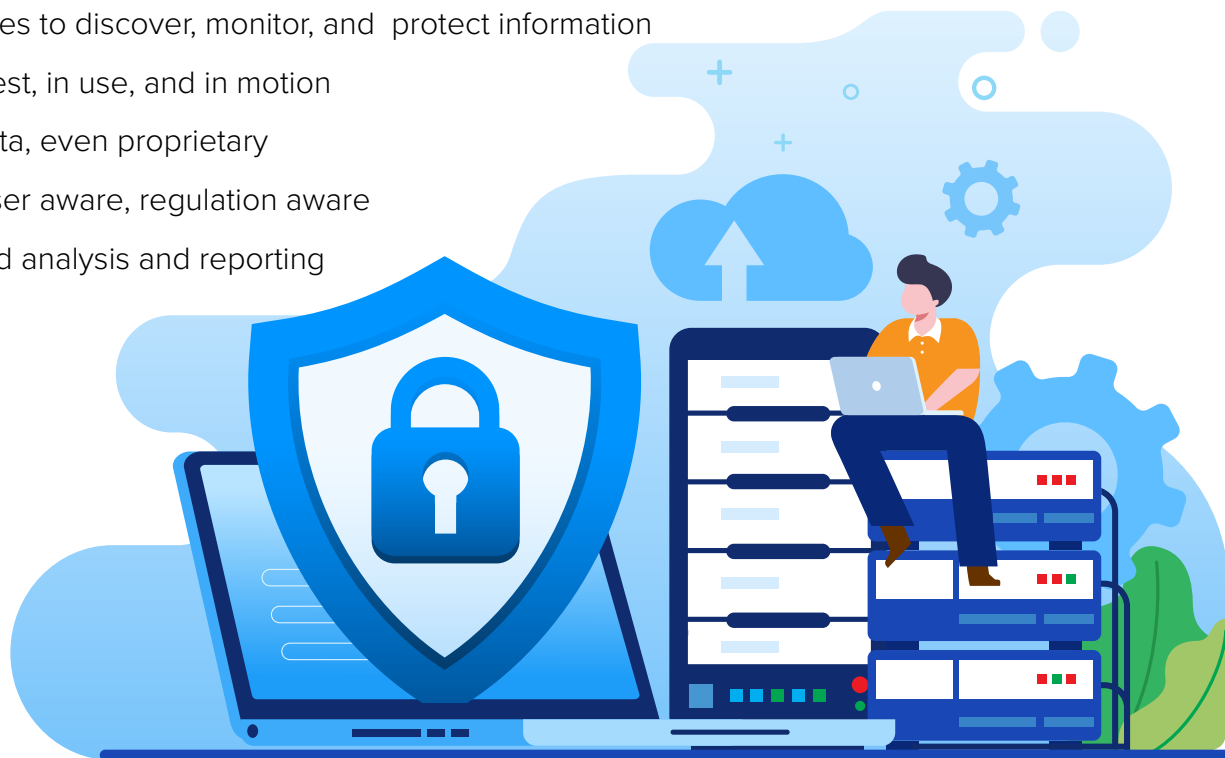 es to discover, monitor, and protect information
est, in use, and in motion
ta, even proprietary
ser aware, regulation aware
d analysis and reporting